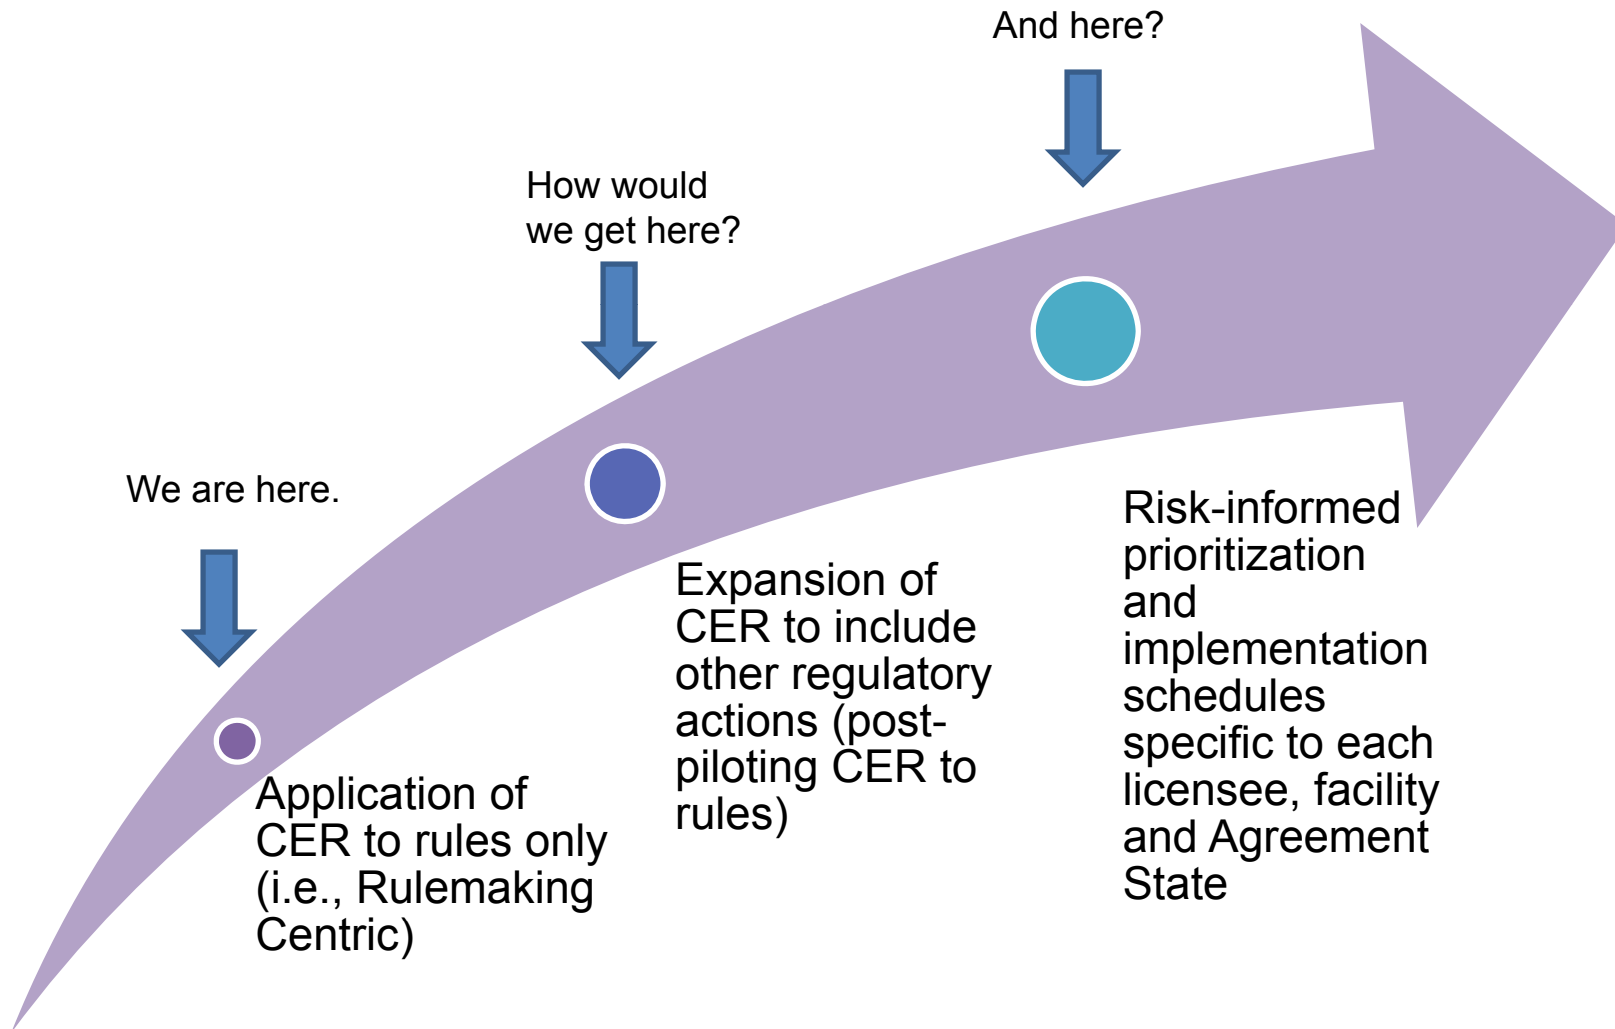 And here?
How would
we get here?
We are here.
Risk-informed
prioritization
and
implementation
schedules
specific to each
licensee, facility
and Agreement
State
Expansion of
CER to include
other regulatory
actions (post-
piloting CER to
rules)
Application of
CER to rules only
(i.e., Rulemaking
Centric)